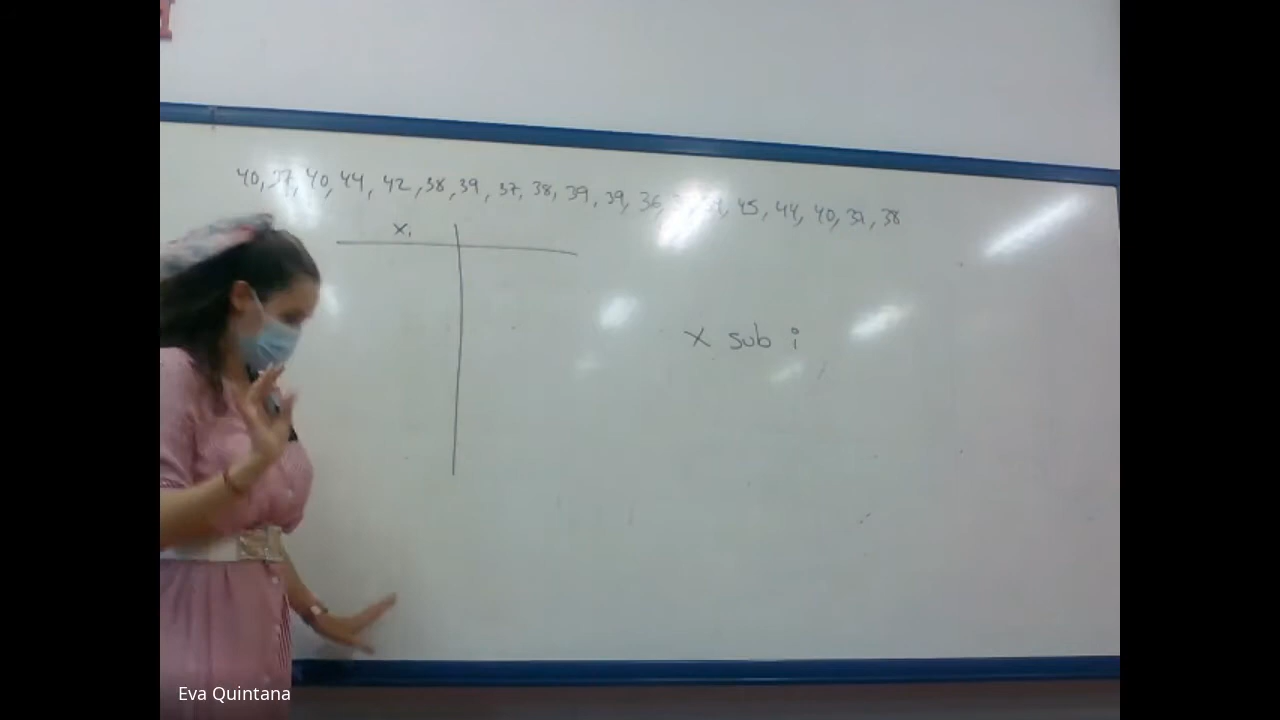 40, 37, 40, 44, 42, 38, 39, 37, 38, 39, 39, 36, 45, 44, 40, 37, 38
xi
x sub i
Eva Quintana